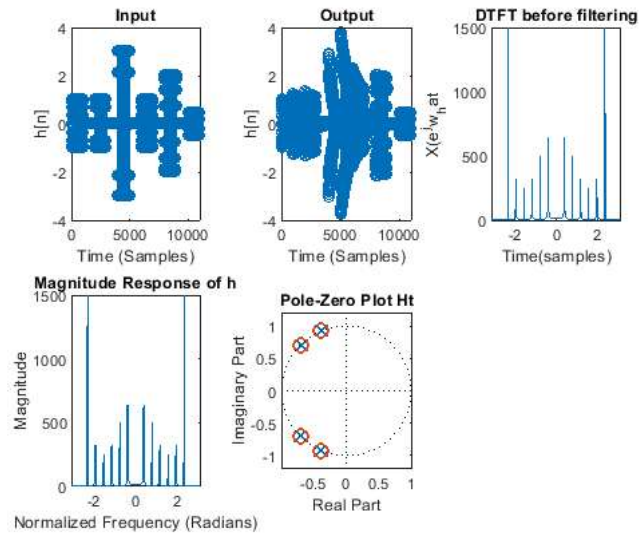 Input
Output
DTFT before filtering
4
2
0
-2
-4
h[n]
0
5000
10000
Time (Samples)
4
2
0
-2
-4
h[n]
0
5000
10000
Time (Samples)
1500
1000
500
0
X(e^jw_hat
-2
0
2
Time(samples)
Magnitude Response of h
Pole-Zero Plot Ht
1500
1000
500
0
Magnitude
-2
0
2
Normalized Frequency (Radians)
1
0.5
0
-0.5
-1
Imaginary Part
-0.5
0
0.5
1
Real Part